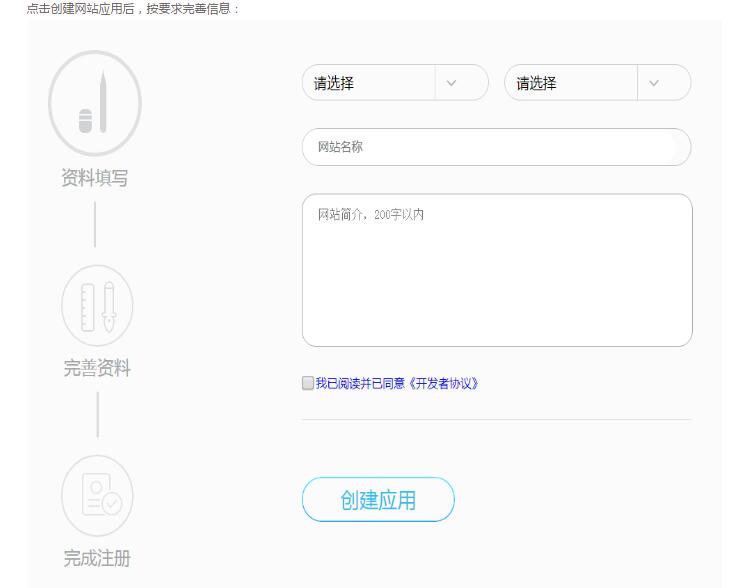 点击创建网站应用后，按要求完善信息：
请选择
请选择
网站名称
资料填写
网站简介，200字以内
完善资料
我已阅读并已同意《开发者协议》
创建应用
完成注册